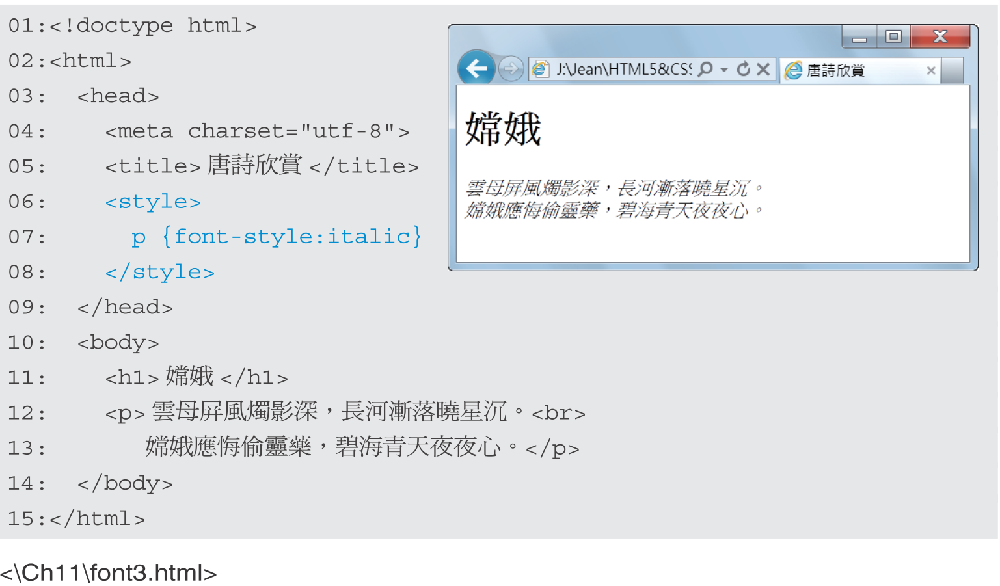 01:<!doctype html>
02:<html>
03:  <head>
04:    <meta charset="utf-8">
05:    <title>唐詩欣賞</title>
06:    <style>
07:      p {font-style:italic}
08:    </style>
09:  </head>
10:  <body>
11:    <h1>嫦娥</h1>
12:    <p>雲母屏風燭影深，長河漸落曉星沉。<br>
13:       嫦娥應悔偷靈藥，碧海青天夜夜心。</p>
14:  </body>
15:</html>
J:\Jean\HTML5&CSS
唐詩欣賞
嫦娥
雲母屏風燭影深，長河漸落曉星沉。
嫦娥應悔偷靈藥，碧海青天夜夜心。
<\Ch11\font3.html>